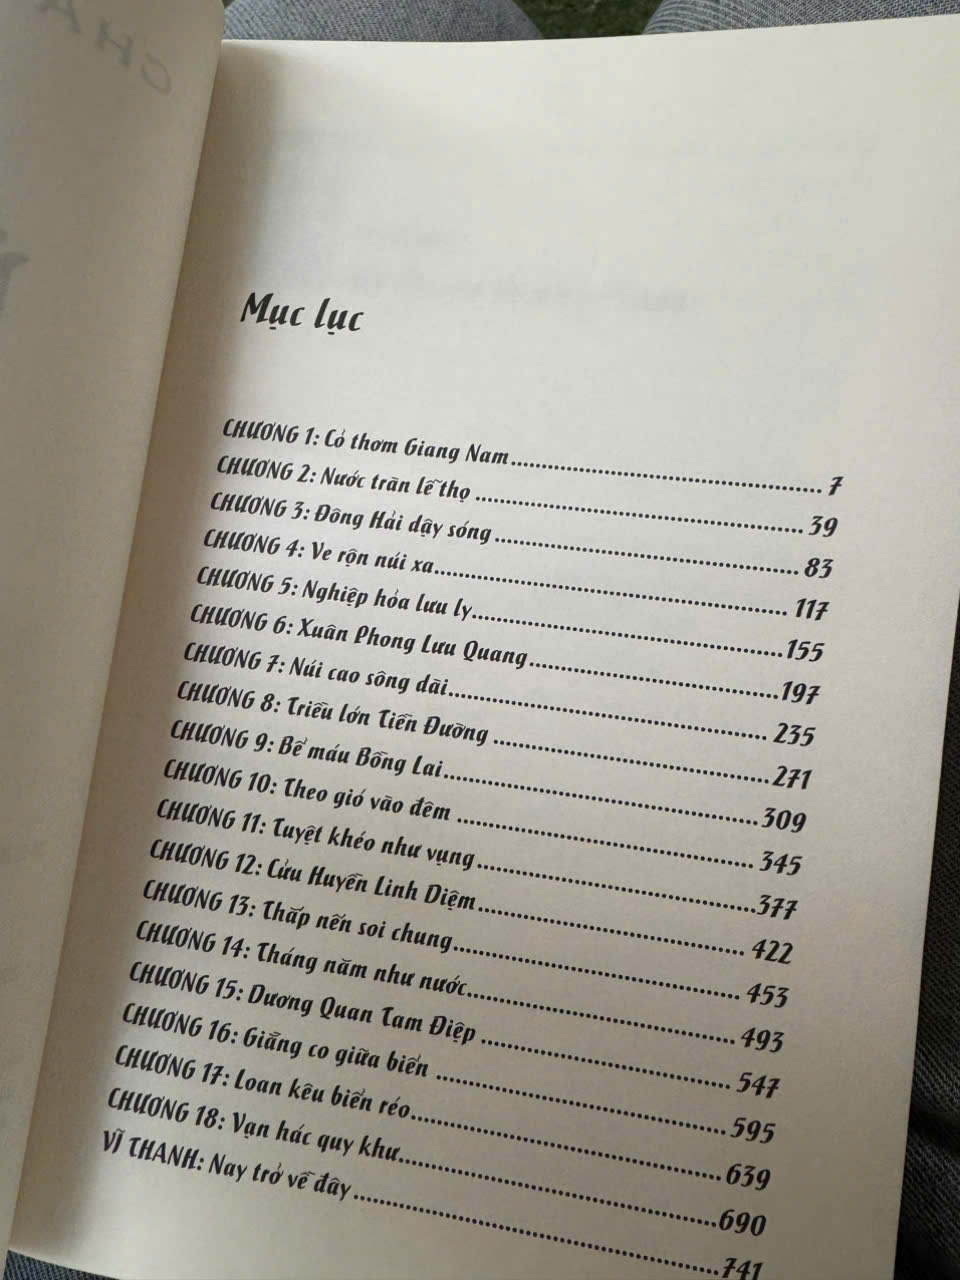 Mục lục
CHƯƠNG 1: Cỏ thơm Giang Nam........................................7
CHƯƠNG 2: Nước tràn lễ thọ ........................................39
CHƯƠNG 3: Đông Hải dậy sóng ........................................83
CHƯƠNG 4: Ve rộn núi xa........................................117
CHƯƠNG 5: Nghiệp hỏa lưu ly........................................155
CHƯƠNG 6: Xuân Phong Lưu Quang........................................197
CHƯƠNG 7: Núi cao sông dài........................................235
CHƯƠNG 8: Triều lớn Tiền Đường ........................................271
CHƯƠNG 9: Bể máu Bồng Lai........................................309
CHƯƠNG 10: Theo gió vào đêm ........................................345
CHƯƠNG 11: Tuyệt khéo như vụng........................................377
CHƯƠNG 12: Cửu Huyền Linh Diệm........................................422
CHƯƠNG 13: Thắp nến soi chung........................................453
CHƯƠNG 14: Tháng năm như nước........................................493
CHƯƠNG 15: Dương Quan Tam Điệp ........................................547
CHƯƠNG 16: Giằng co giữa biển ........................................595
CHƯƠNG 17: Loan kêu biển réo........................................639
CHƯƠNG 18: Vạn hác quy khư........................................690
VĨ THANH: Nay trở về đây ........................................741